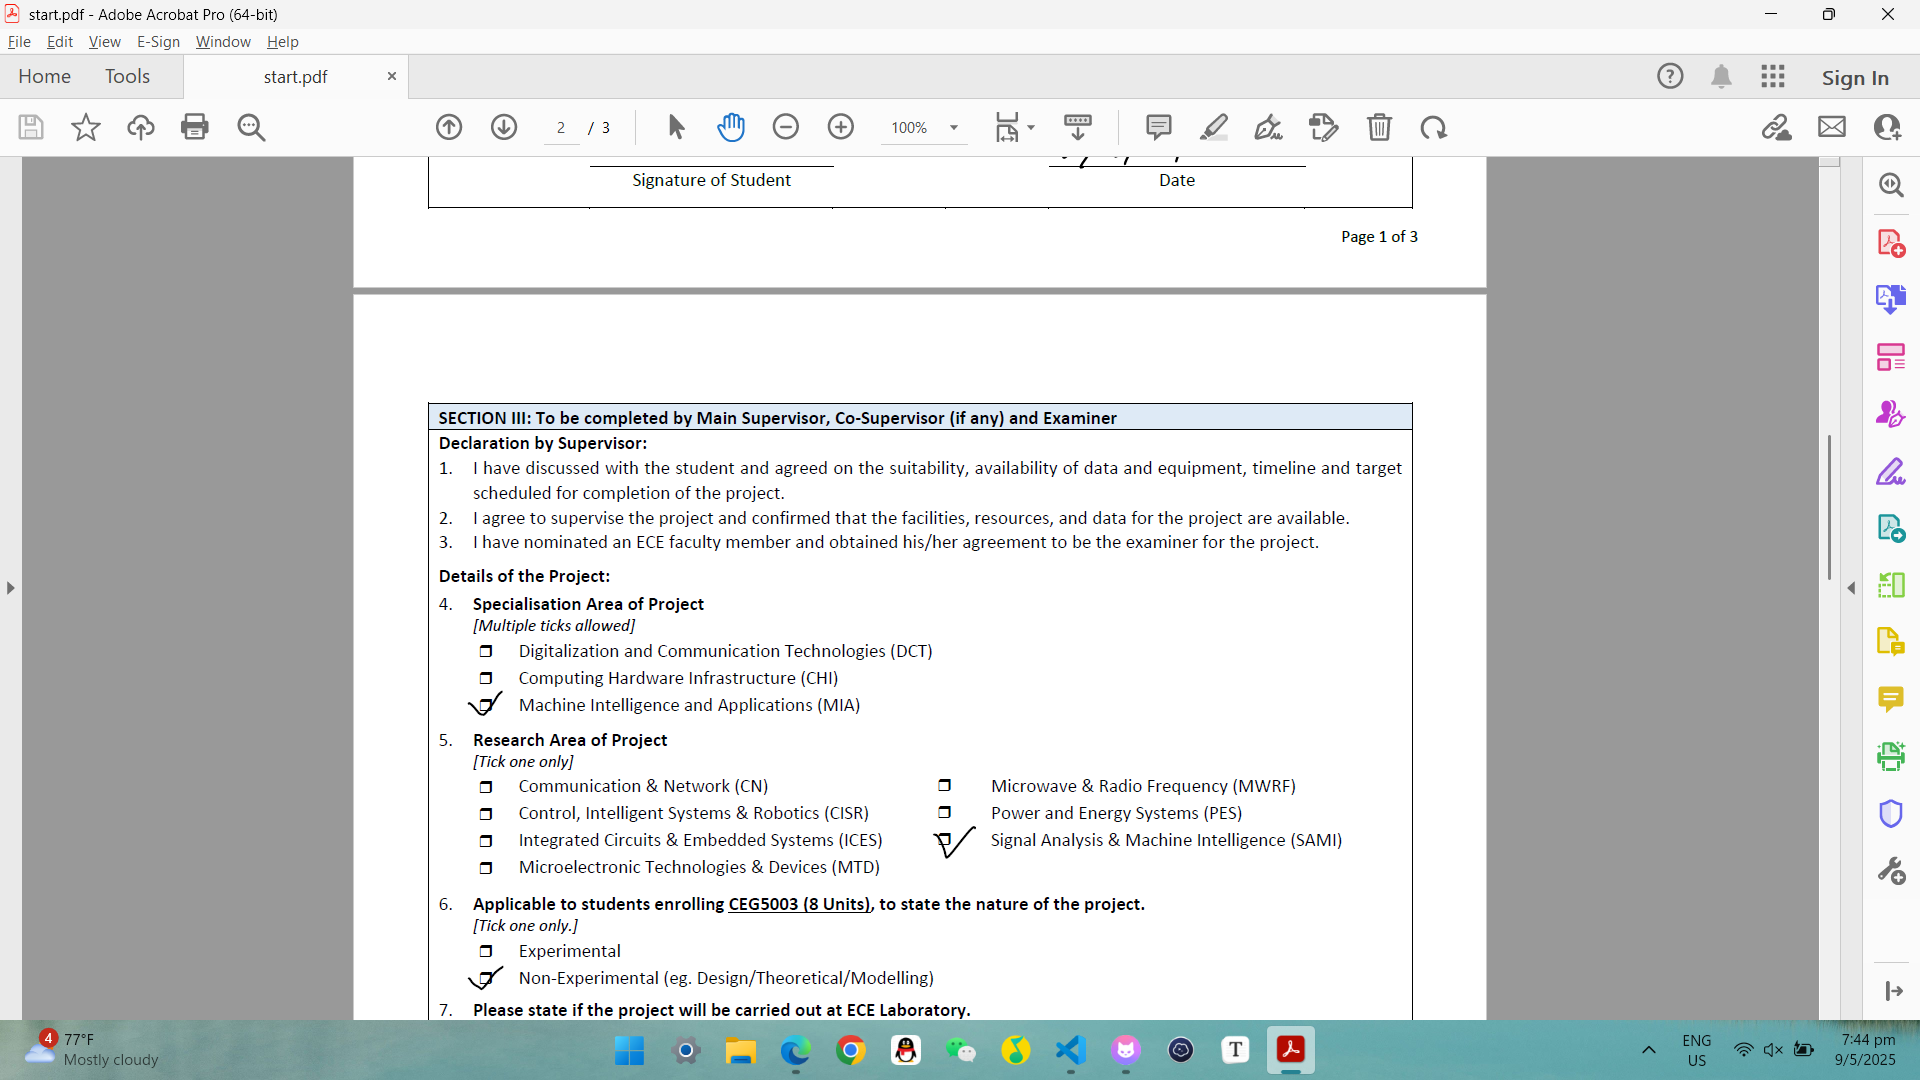 start.pdf - Adobe Acrobat Pro (64-bit)
File Edit View E-Sign Window Help
Home Tools start.pdf × Sign In
2 / 3 100%
Signature of Student Date
Page 1 of 3
SECTION III: To be completed by Main Supervisor, Co-Supervisor (if any) and Examiner
Declaration by Supervisor:
1. I have discussed with the student and agreed on the suitability, availability of data and equipment, timeline and target
scheduled for completion of the project.
2. I agree to supervise the project and confirmed that the facilities, resources, and data for the project are available.
3. I have nominated an ECE faculty member and obtained his/her agreement to be the examiner for the project.
Details of the Project:
4. Specialisation Area of Project
[Multiple ticks allowed]
Digitalization and Communication Technologies (DCT)
Computing Hardware Infrastructure (CHI)
Machine Intelligence and Applications (MIA)
5. Research Area of Project
[Tick one only]
Communication & Network (CN) Microwave & Radio Frequency (MWRF)
Control, Intelligent Systems & Robotics (CISR) Power and Energy Systems (PES)
Integrated Circuits & Embedded Systems (ICES) Signal Analysis & Machine Intelligence (SAMI)
Microelectronic Technologies & Devices (MTD)
6. Applicable to students enrolling CEG5003 (8 Units), to state the nature of the project.
[Tick one only.]
Experimental
Non-Experimental (eg. Design/Theoretical/Modelling)
7. Please state if the project will be carried out at ECE Laboratory.
4 77°F
Mostly cloudy
T
ENG
US
7:44 pm
9/5/2025